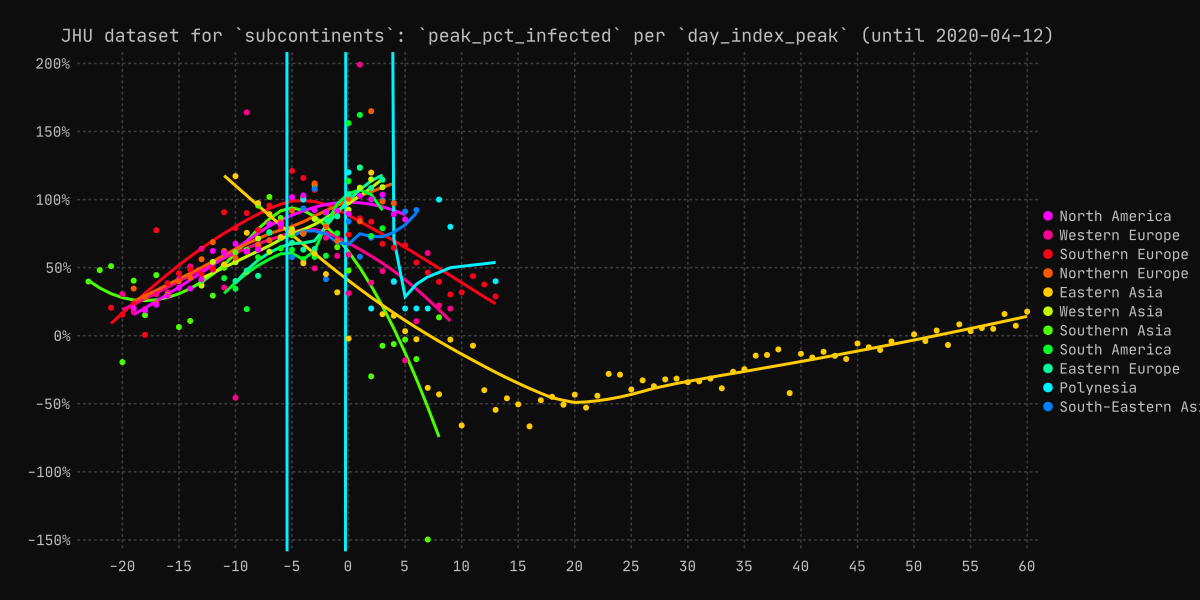 JHU dataset for `subcontinents`: `peak_pct_infected` per `day_index_peak` (until 2020-04-12)
200%
150%
100%
50%
0%
-50%
-100%
-150%
-20 -15 -10 -5 0 5 10 15 20 25 30 35 40 45 50 55 60
North America
Western Europe
Southern Europe
Northern Europe
Eastern Asia
Western Asia
Southern Asia
South America
Eastern Europe
Polynesia
South-Eastern Asi